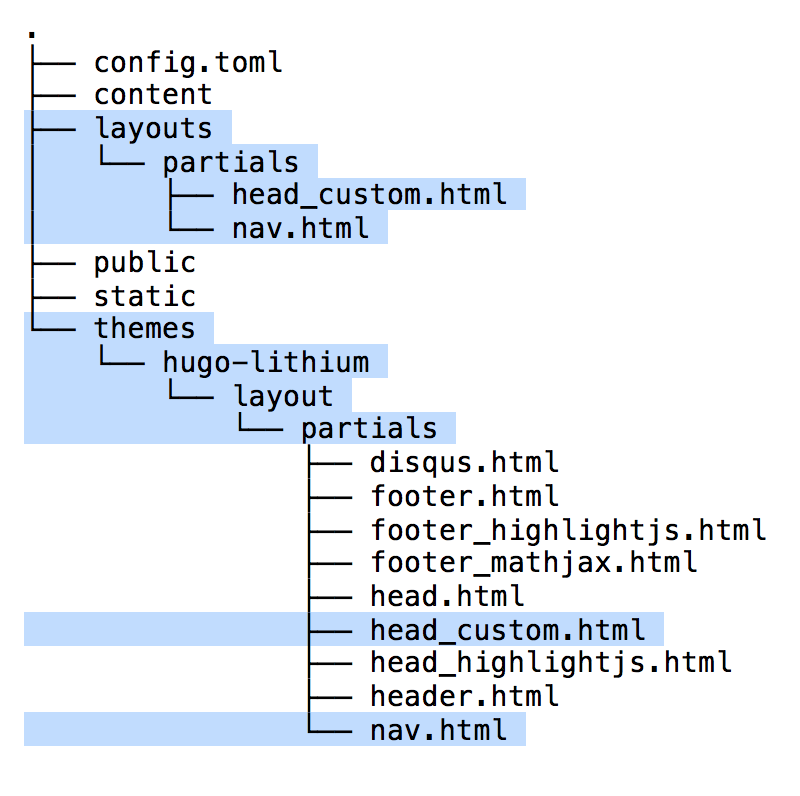 .
├── config.toml
├── content
├── layouts
│   └── partials
│       ├── head_custom.html
│       └── nav.html
├── public
├── static
└── themes
    └── hugo-lithium
        └── layout
            └── partials
                ├── disqus.html
                ├── footer.html
                ├── footer_highlightjs.html
                ├── footer_mathjax.html
                ├── head.html
                ├── head_custom.html
                ├── head_highlightjs.html
                ├── header.html
                └── nav.html